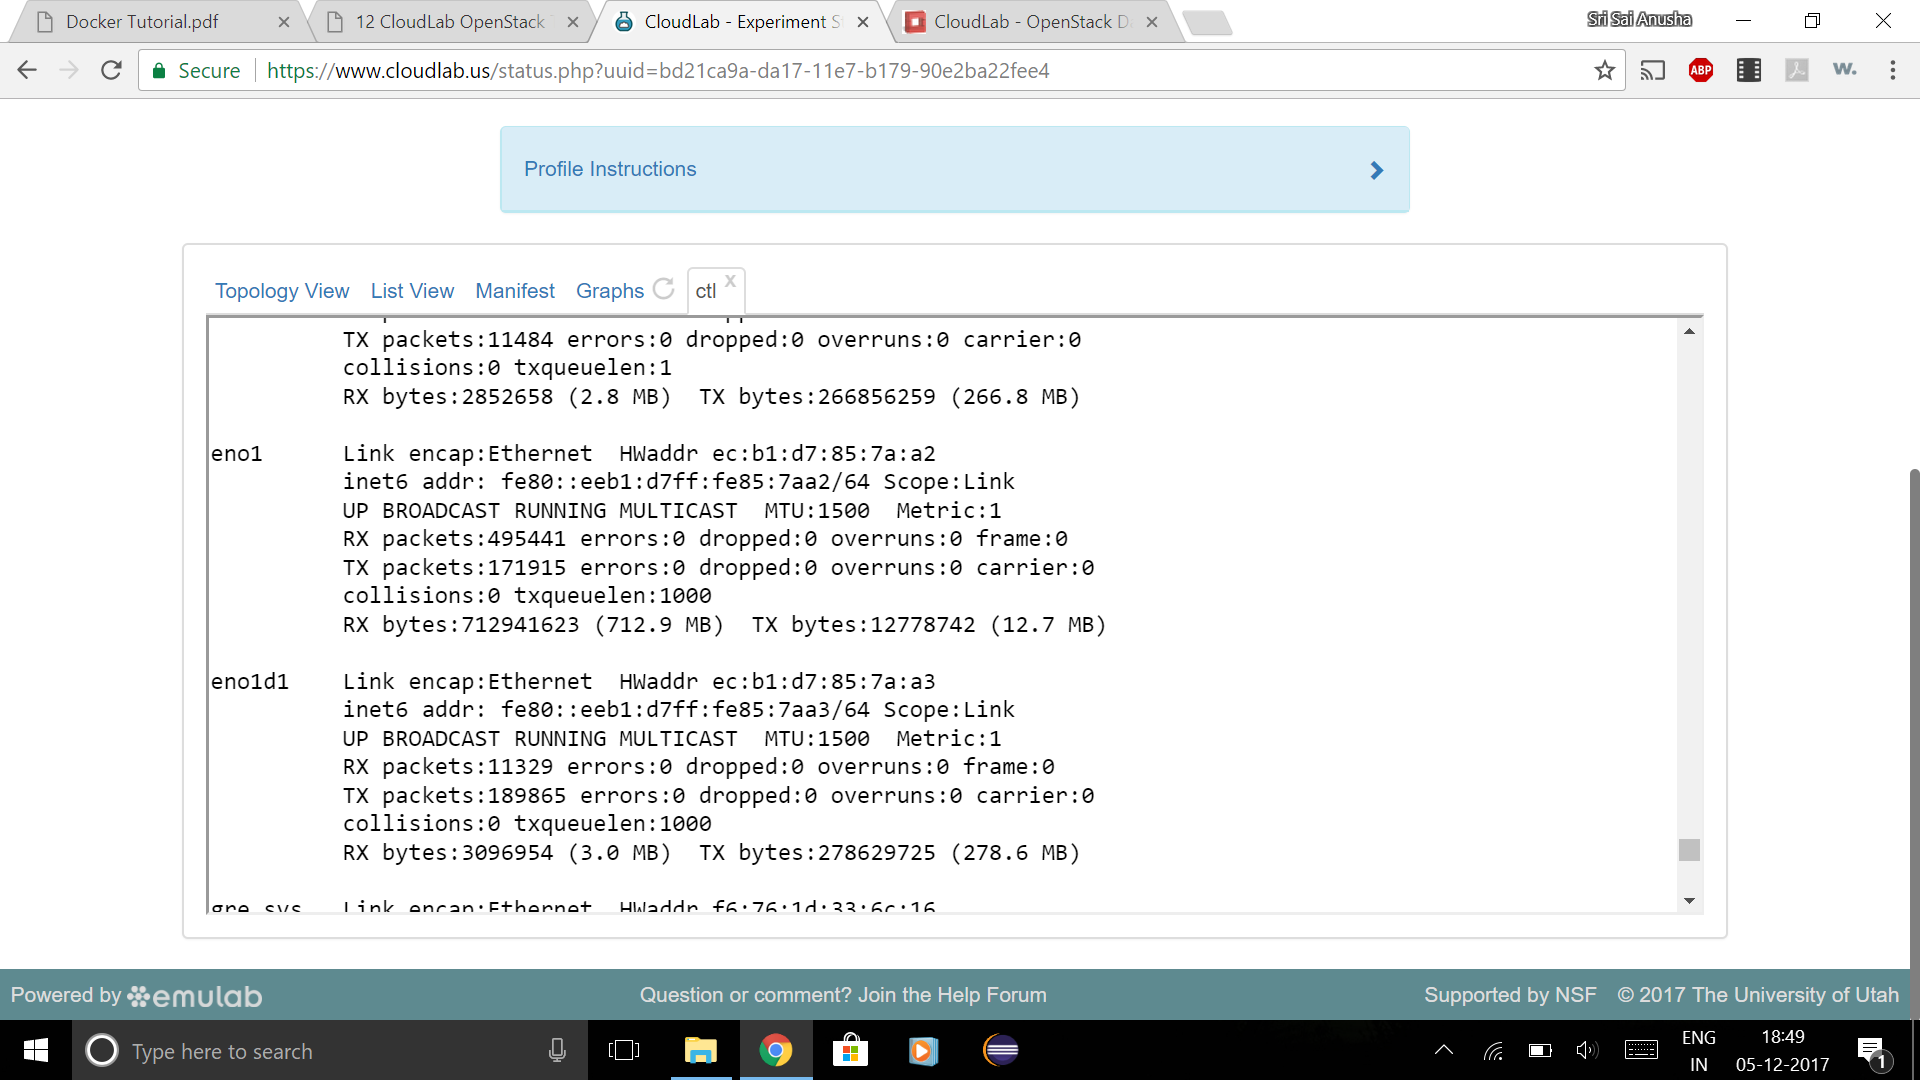 Docker Tutorial.pdf
12 CloudLab OpenStack
CloudLab - Experiment S
CloudLab - OpenStack D
Sri Sai Anusha
Secure
https://www.cloudlab.us/status.php?uuid=bd21ca9a-da17-11e7-b179-90e2ba22fee4
ABP
w.
Profile Instructions
Topology View
List View
Manifest
Graphs
ctl
x
TX packets:11484 errors:0 dropped:0 overruns:0 carrier:0
collisions:0 txqueuelen:1
RX bytes:2852658 (2.8 MB)  TX bytes:266856259 (266.8 MB)
eno1 Link encap:Ethernet  HWaddr ec:b1:d7:85:7a:a2
inet6 addr: fe80::eeb1:d7ff:fe85:7aa2/64 Scope:Link
UP BROADCAST RUNNING MULTICAST  MTU:1500  Metric:1
RX packets:495441 errors:0 dropped:0 overruns:0 frame:0
TX packets:171915 errors:0 dropped:0 overruns:0 carrier:0
collisions:0 txqueuelen:1000
RX bytes:712941623 (712.9 MB)  TX bytes:12778742 (12.7 MB)
eno1d1 Link encap:Ethernet  HWaddr ec:b1:d7:85:7a:a3
inet6 addr: fe80::eeb1:d7ff:fe85:7aa3/64 Scope:Link
UP BROADCAST RUNNING MULTICAST  MTU:1500  Metric:1
RX packets:11329 errors:0 dropped:0 overruns:0 frame:0
TX packets:189865 errors:0 dropped:0 overruns:0 carrier:0
collisions:0 txqueuelen:1000
RX bytes:3096954 (3.0 MB)  TX bytes:278629725 (278.6 MB)
gre_sys Link encap:Ethernet  HWaddr f6:76:1d:33:6c:16
Powered by emulab
Question or comment? Join the Help Forum
Supported by NSF
© 2017 The University of Utah
Type here to search
ENG
IN
18:49
05-12-2017
1